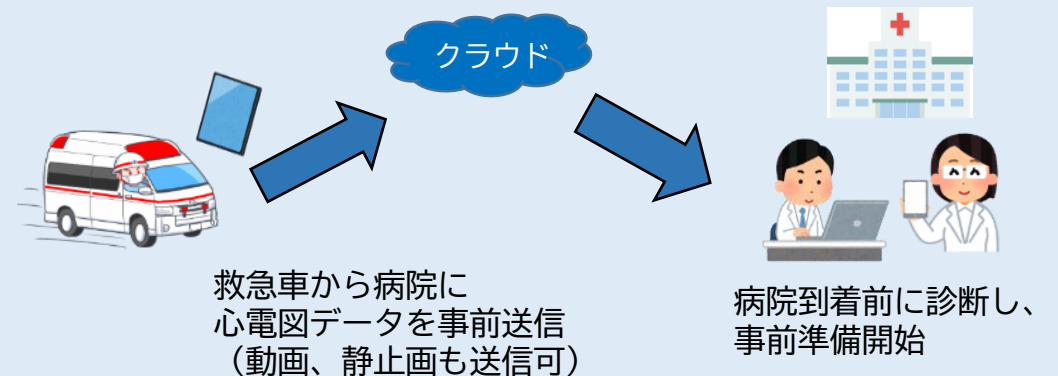 クラウド
救急車から病院に
心電図データを事前送信
（動画、静止画も送信可）
病院到着前に診断し、
事前準備開始